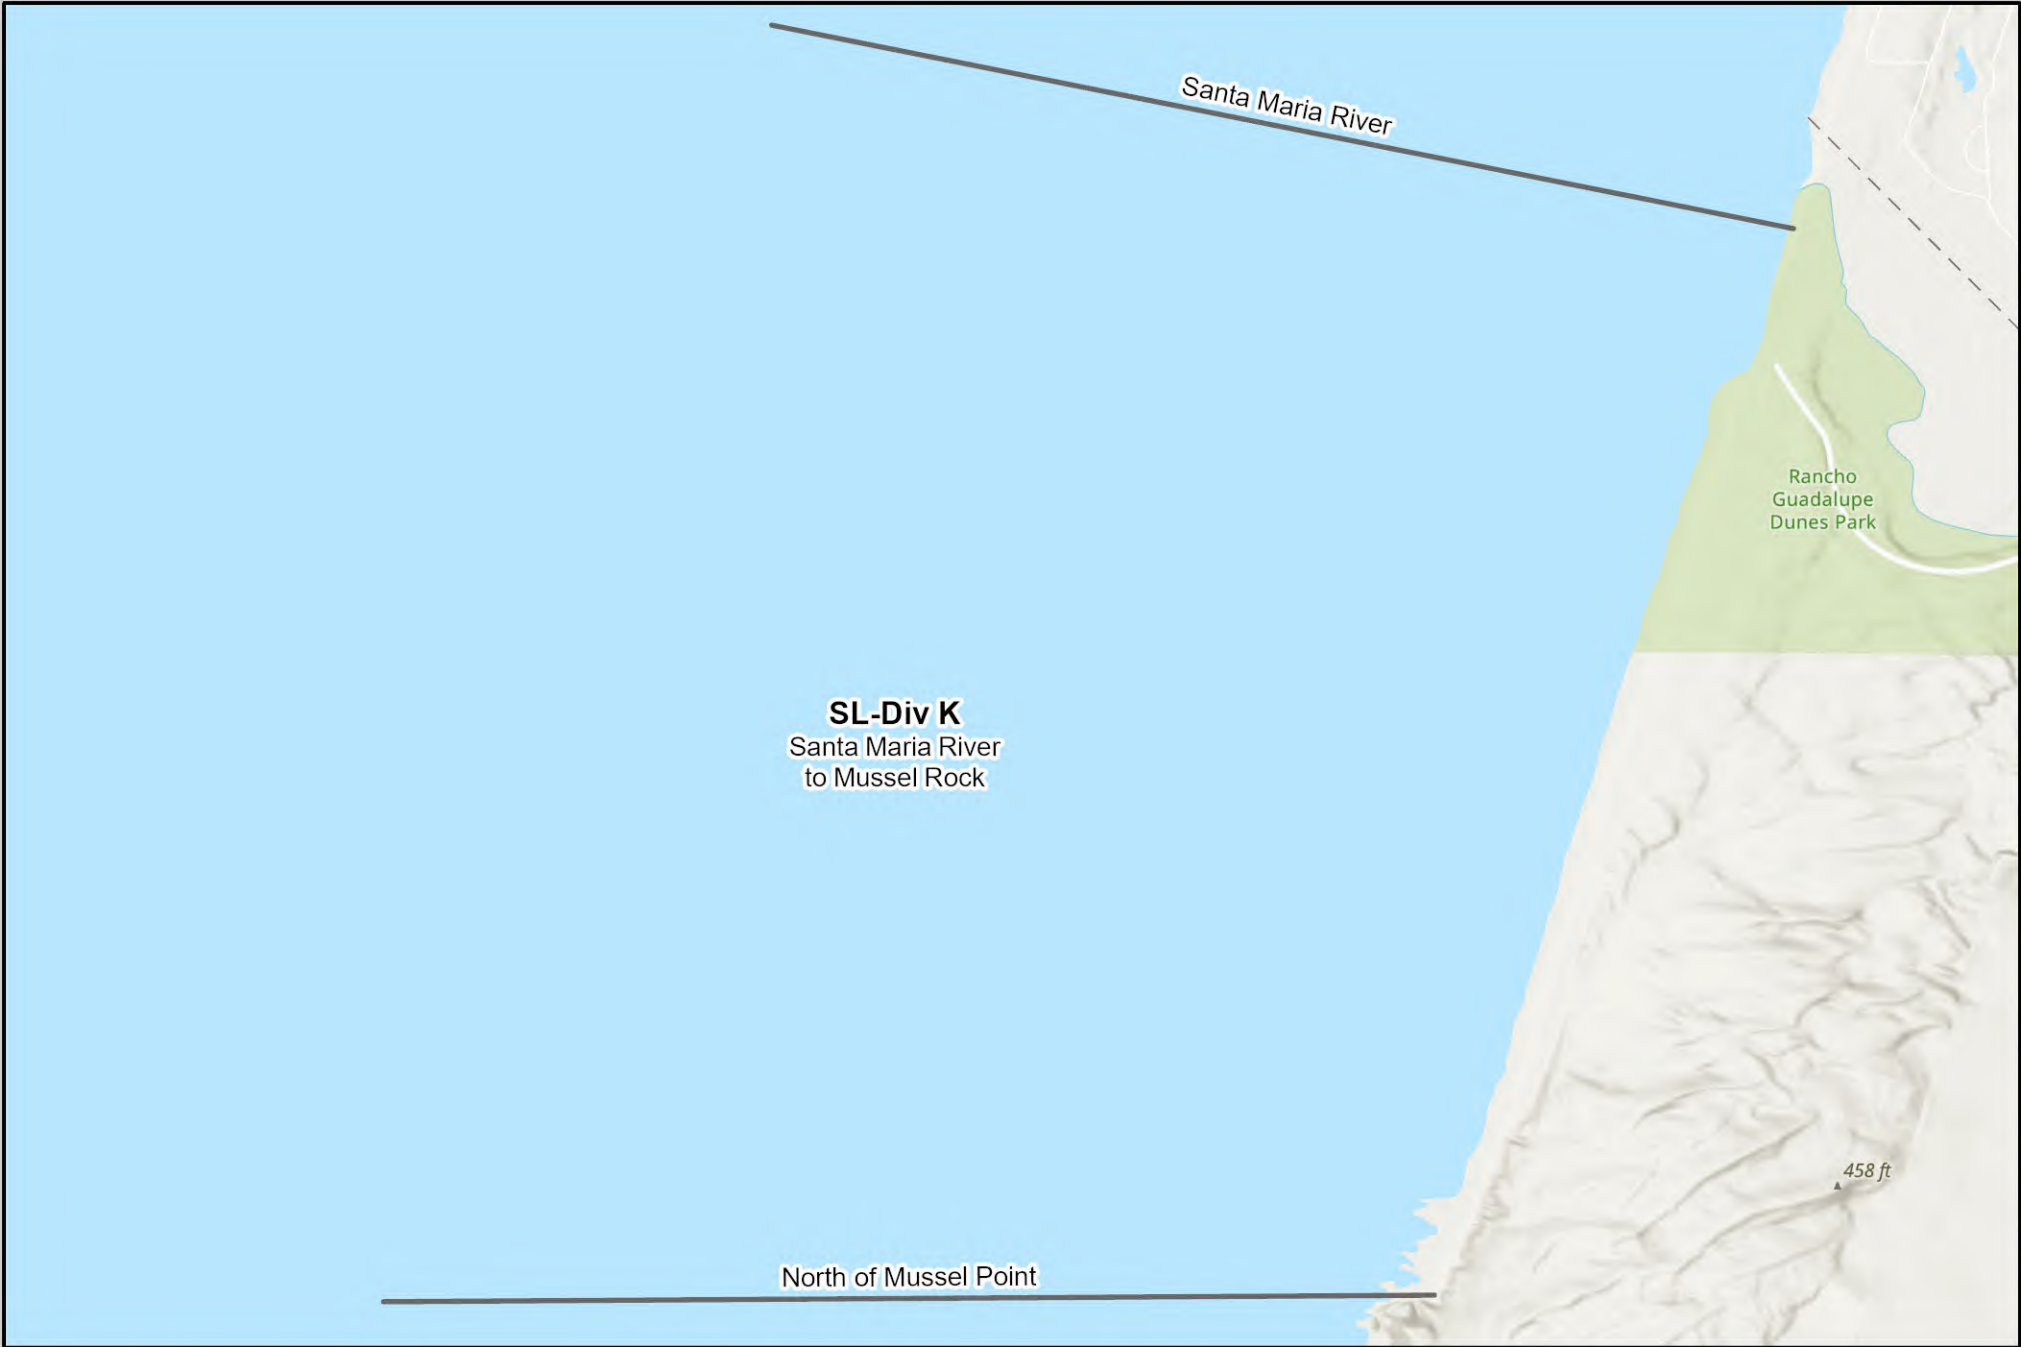 Santa Maria River
Rancho
Guadalupe
Dunes Park
SL-Div K
Santa Maria River
to Mussel Rock
458 ft
North of Mussel Point